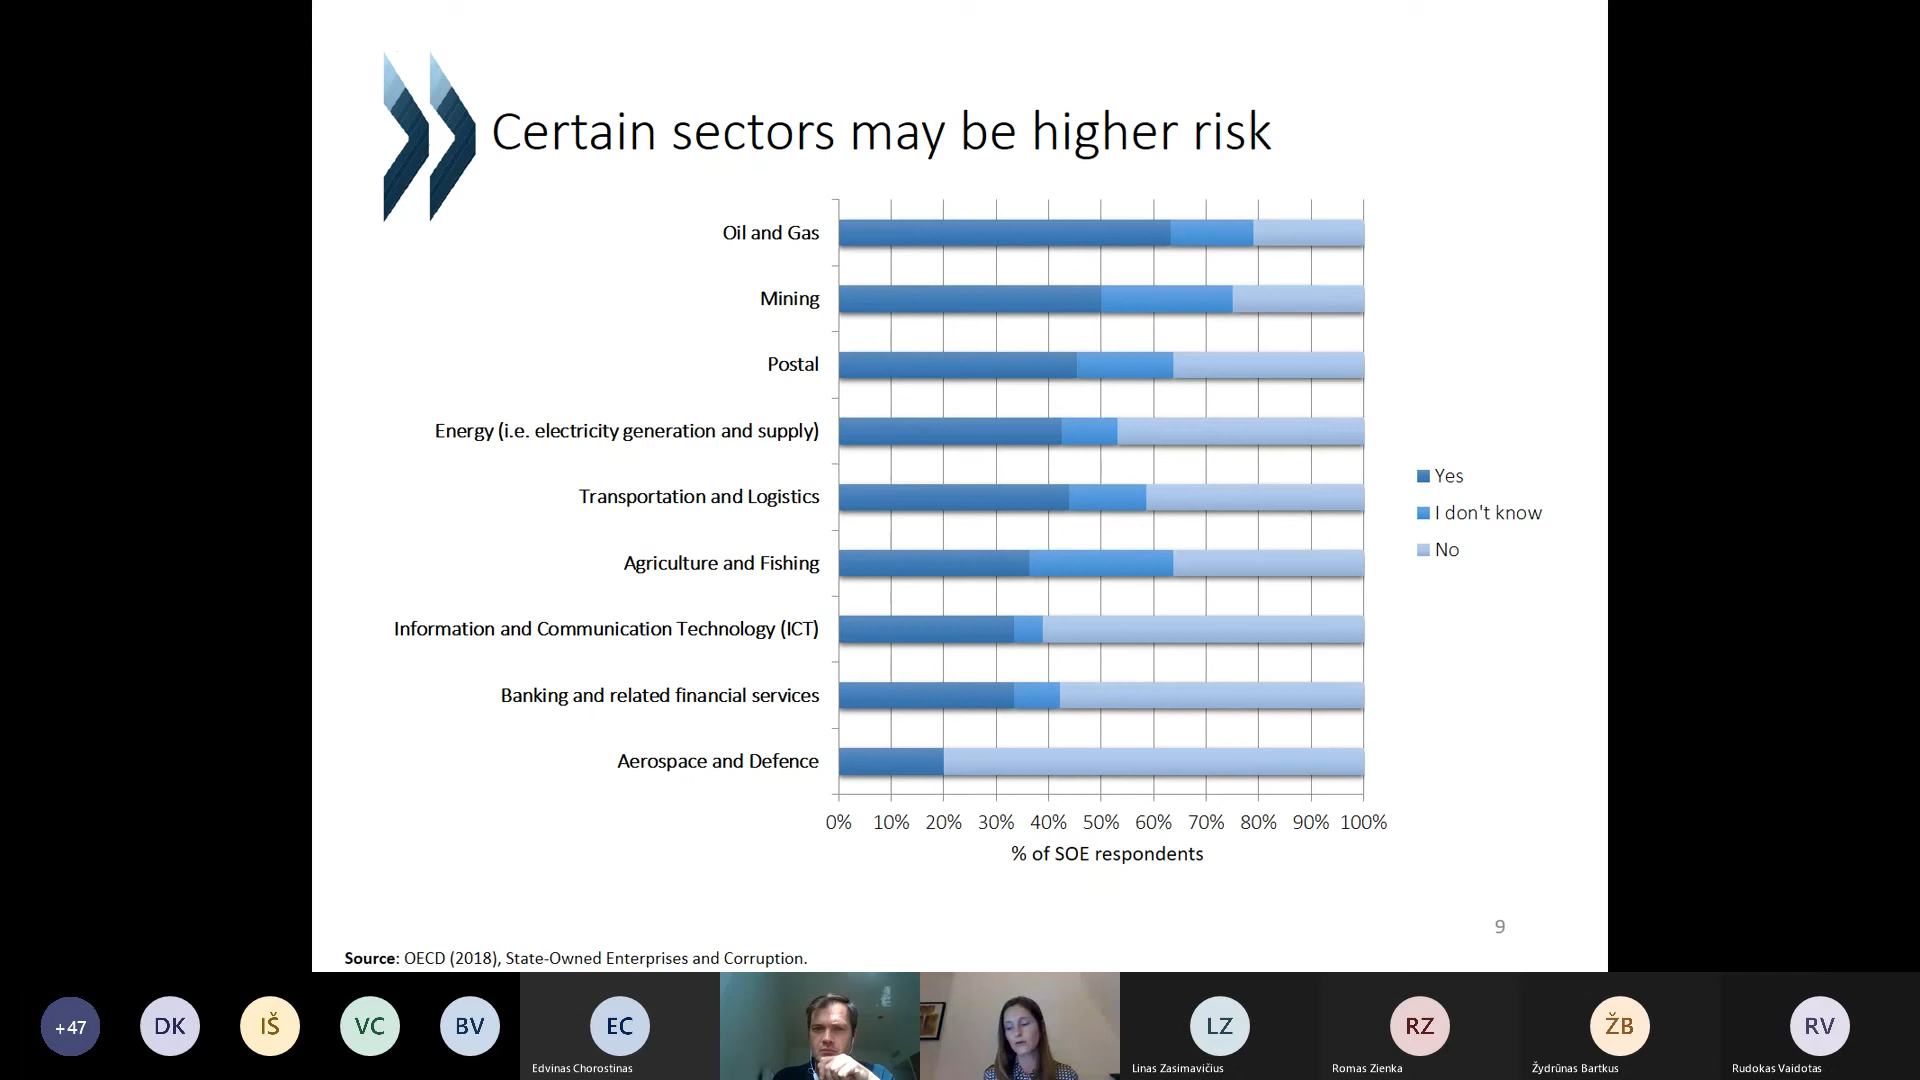 Certain sectors may be higher risk
Oil and Gas
Mining
Postal
Energy (i.e. electricity generation and supply)
Transportation and Logistics
Agriculture and Fishing
Information and Communication Technology (ICT)
Banking and related financial services
Aerospace and Defence
0% 10% 20% 30% 40% 50% 60% 70% 80% 90% 100%
% of SOE respondents
Yes
I don't know
No
9
Source: OECD (2018), State-Owned Enterprises and Corruption.
+47 DK IŠ VC BV EC LZ RZ ŽB RV
Edvinas Chorostinas Linas Zasimavičius Romas Zienka Žydrūnas Bartkus Rudokas Vaidotas